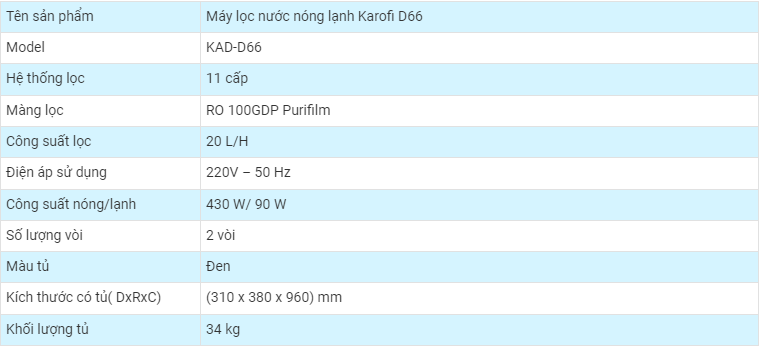 Tên sản phẩm Máy lọc nước nóng lạnh Karofi D66
Model KAD-D66
Hệ thống lọc 11 cấp
Màng lọc RO 100GDP Purifilm
Công suất lọc 20 L/H
Điện áp sử dụng 220V – 50 Hz
Công suất nóng/lạnh 430 W/ 90 W
Số lượng vòi 2 vòi
Màu tủ Đen
Kích thước có tủ( DxRxC) (310 x 380 x 960) mm
Khối lượng tủ 34 kg